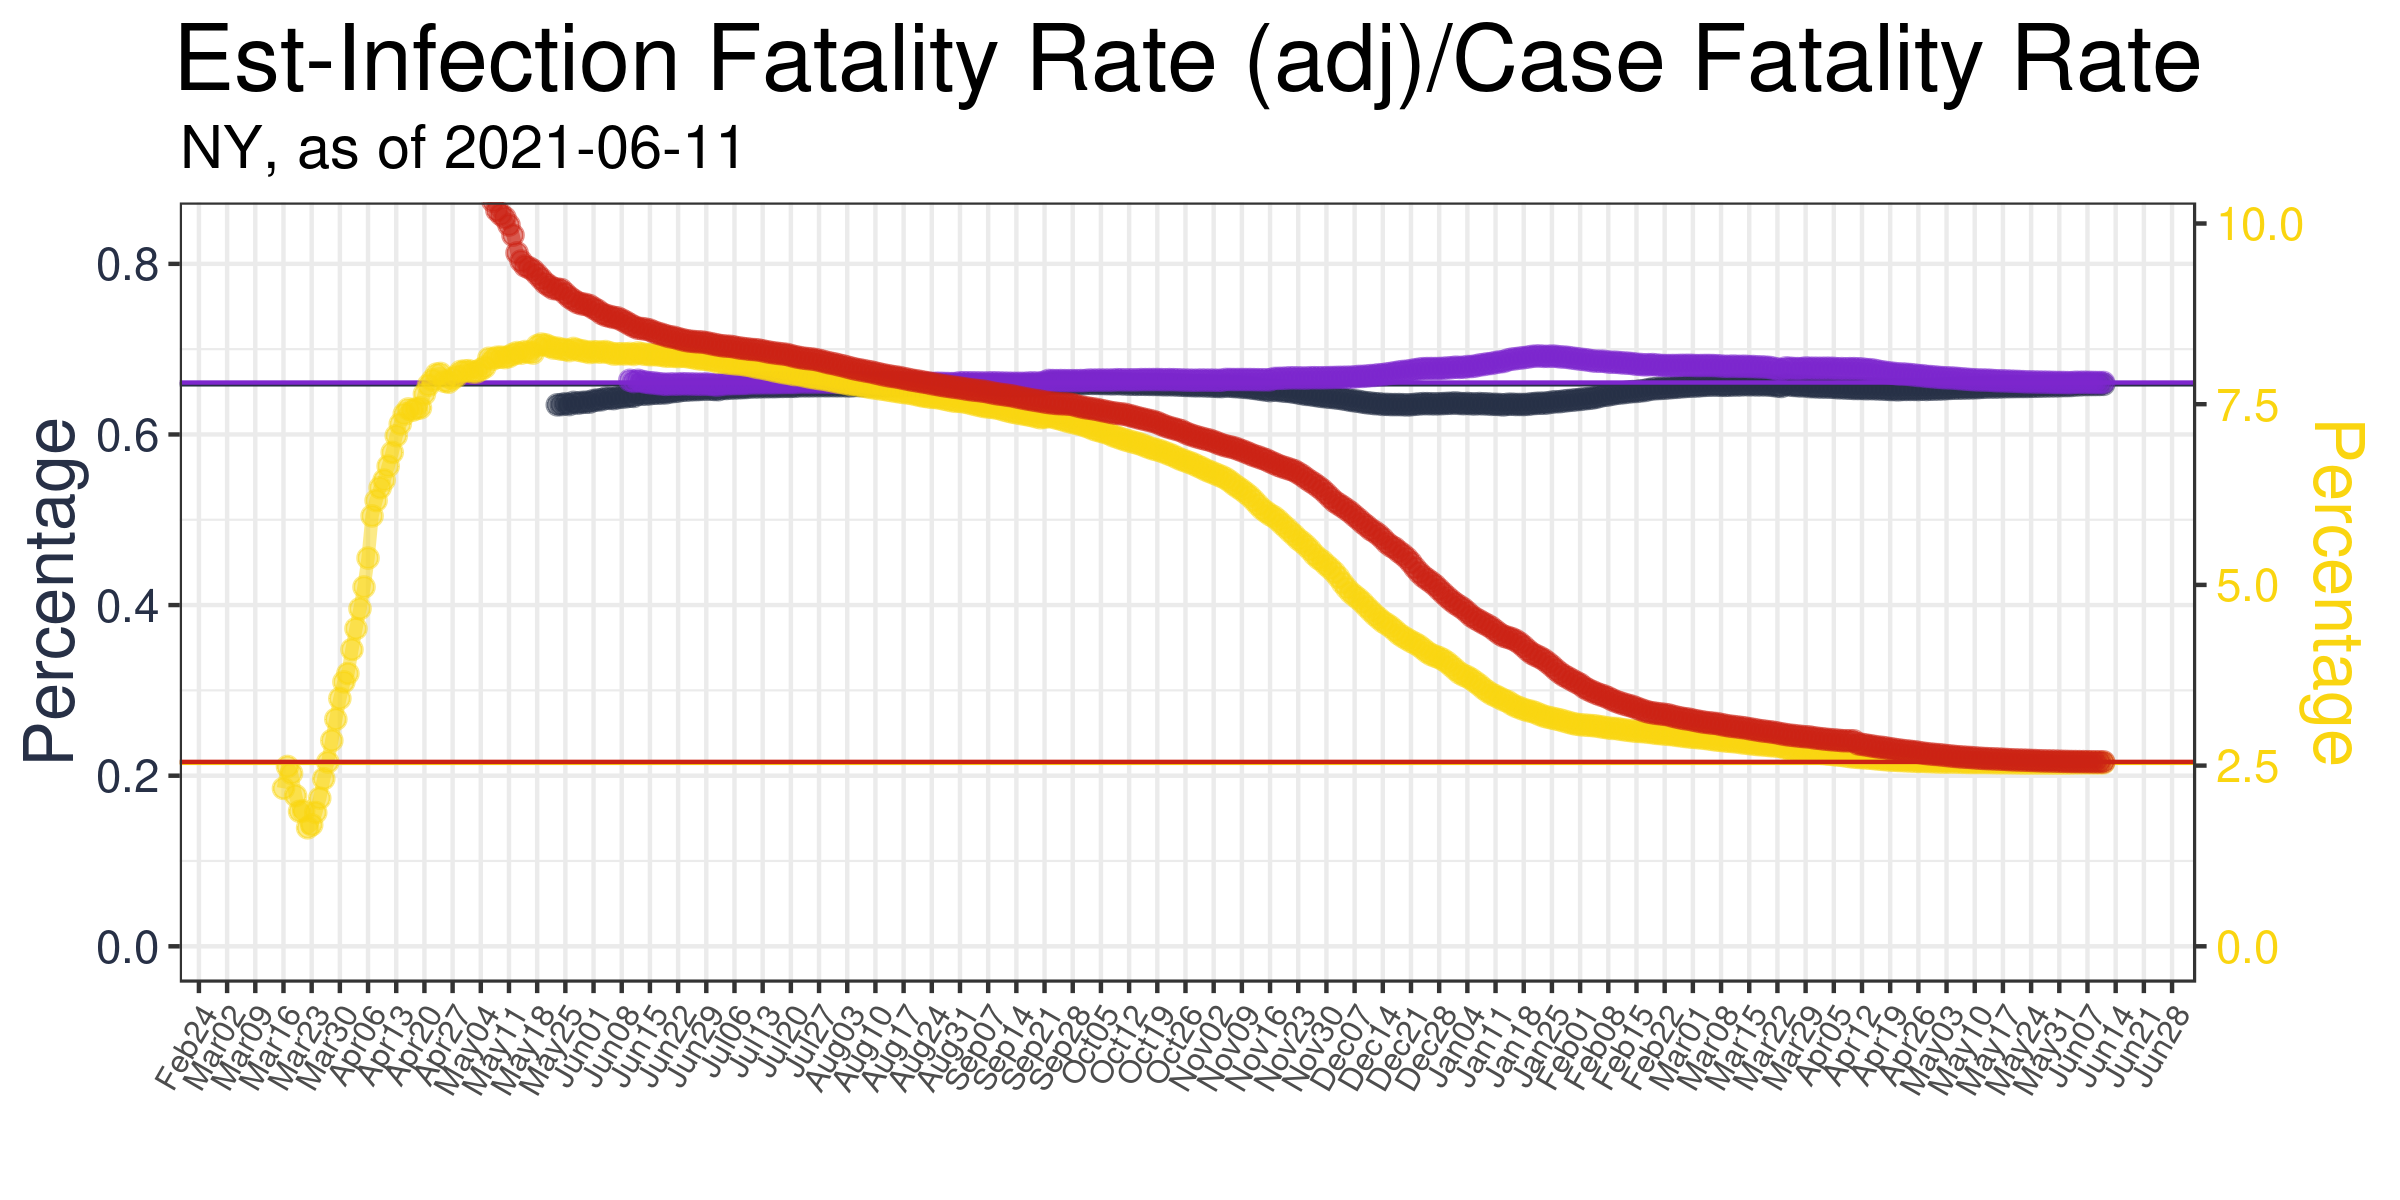 Est-Infection Fatality Rate (adj)/Case Fatality Rate
NY, as of 2021-06-11
Percentage
0.8
0.6
0.4
0.2
0.0
10.0
7.5
5.0
2.5
0.0
Percentage
Feb24
Mar02
Mar09
Mar16
Mar23
Mar30
Apr06
Apr13
Apr20
Apr27
May04
May11
May18
May25
Jun01
Jun08
Jun15
Jun22
Jun29
Jul06
Jul13
Jul20
Jul27
Aug03
Aug10
Aug17
Aug24
Aug31
Sep07
Sep14
Sep21
Sep28
Oct05
Oct12
Oct19
Oct26
Nov02
Nov09
Nov16
Nov23
Nov30
Dec07
Dec14
Dec21
Dec28
Jan04
Jan11
Jan18
Jan25
Feb01
Feb08
Feb15
Feb22
Mar01
Mar08
Mar15
Mar22
Mar29
Apr05
Apr12
Apr19
Apr26
May03
May10
May17
May24
May31
Jun07
Jun14
Jun21
Jun28